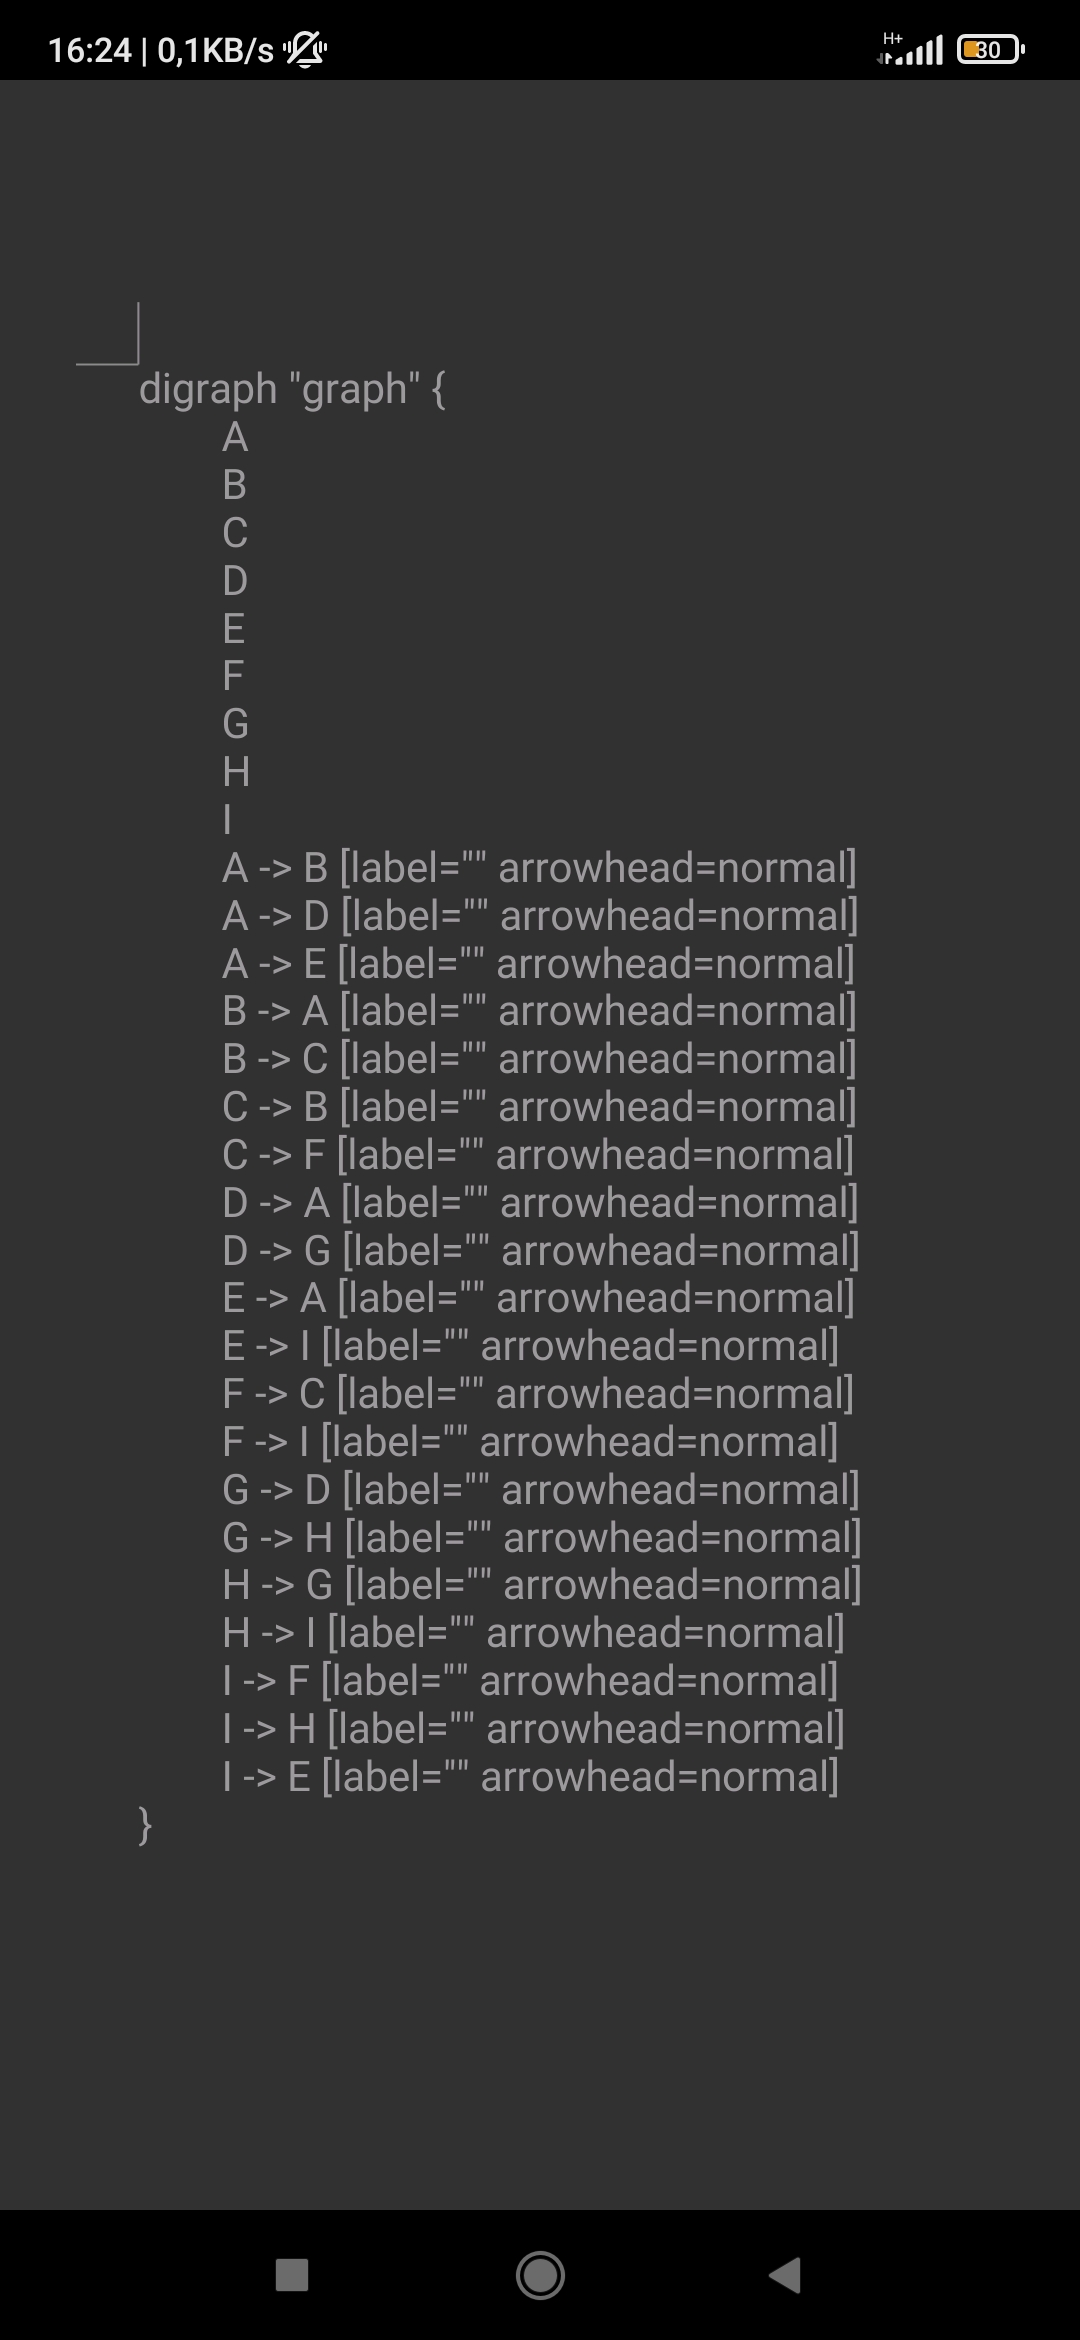 16:24 | 0,1KB/s
H+
30
digraph "graph" {
A
B
C
D
E
F
G
H
I
A -> B [label="" arrowhead=normal]
A -> D [label="" arrowhead=normal]
A -> E [label="" arrowhead=normal]
B -> A [label="" arrowhead=normal]
B -> C [label="" arrowhead=normal]
C -> B [label="" arrowhead=normal]
C -> F [label="" arrowhead=normal]
D -> A [label="" arrowhead=normal]
D -> G [label="" arrowhead=normal]
E -> A [label="" arrowhead=normal]
E -> I [label="" arrowhead=normal]
F -> C [label="" arrowhead=normal]
F -> I [label="" arrowhead=normal]
G -> D [label="" arrowhead=normal]
G -> H [label="" arrowhead=normal]
H -> G [label="" arrowhead=normal]
H -> I [label="" arrowhead=normal]
I -> F [label="" arrowhead=normal]
I -> H [label="" arrowhead=normal]
I -> E [label="" arrowhead=normal]
}